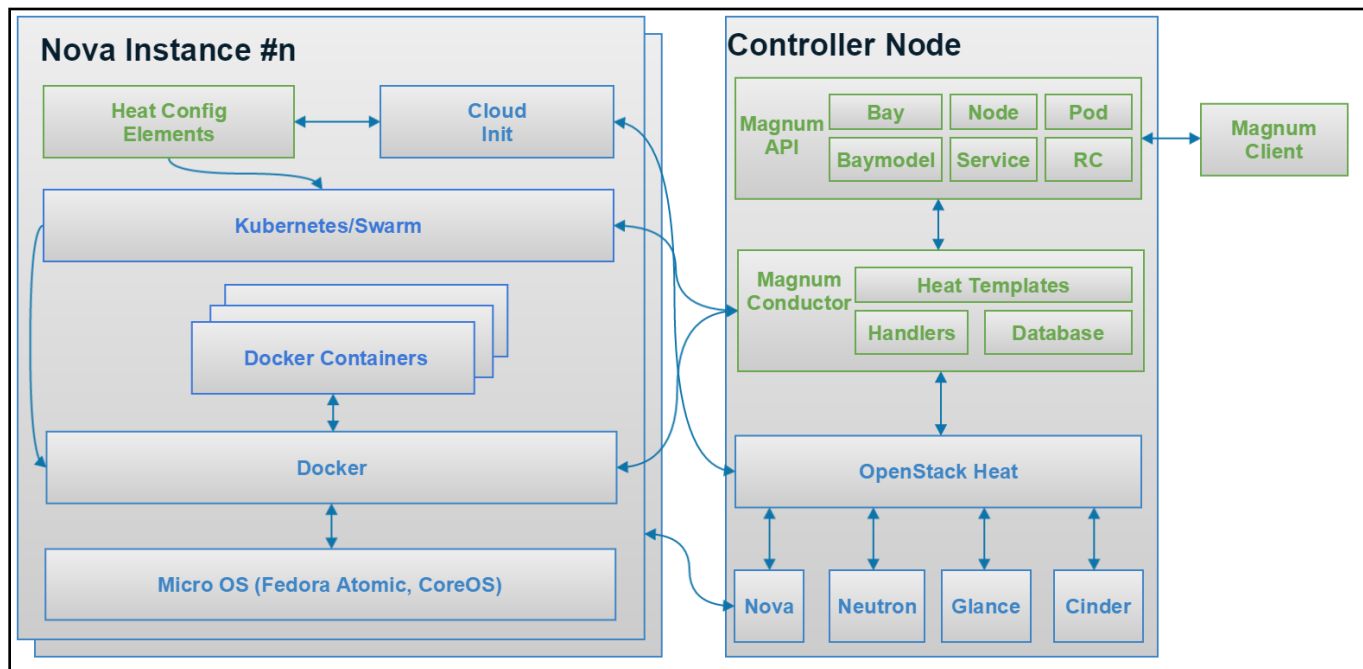 Nova Instance #n
Heat Config
Elements
Cloud
Init
Kubernetes/Swarm
Docker Containers
Docker
Micro OS (Fedora Atomic, CoreOS)
Controller Node
Magnum
API
Bay
Node
Pod
Baymodel
Service
RC
Magnum
Conductor
Heat Templates
Handlers
Database
OpenStack Heat
Nova
Neutron
Glance
Cinder
Magnum
Client